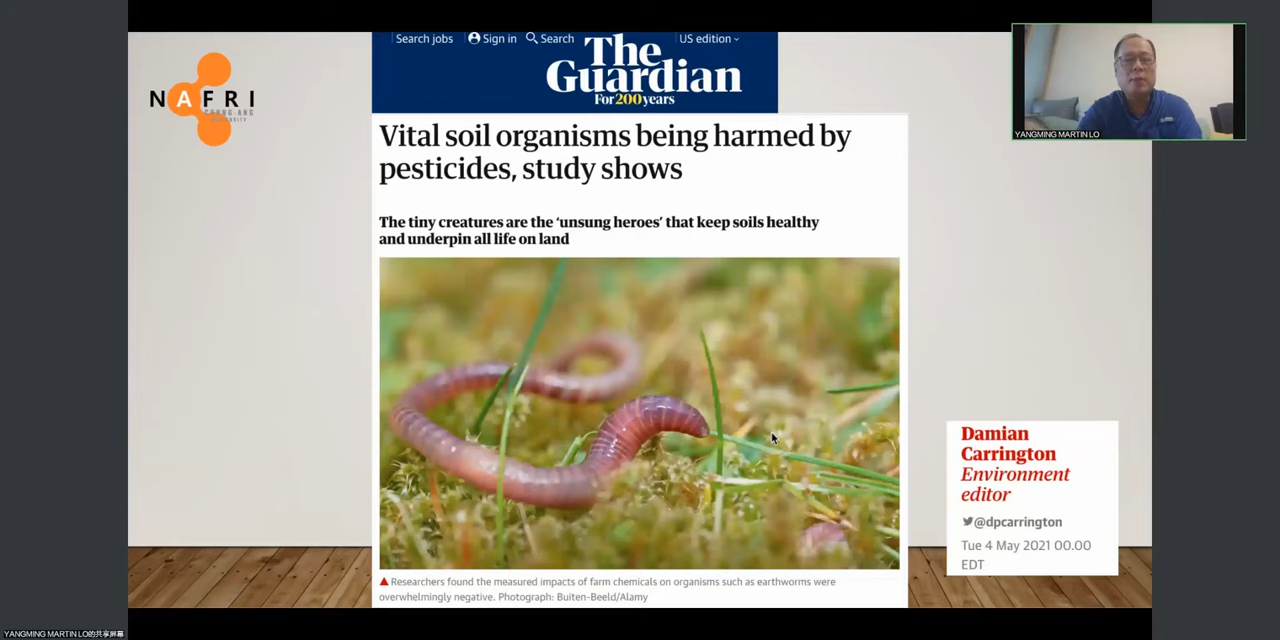 NAFRI
CHUNG ANG
UNIVERSITY
Search jobs
Sign in
Search
US edition
The
Guardian
For 200 years
Vital soil organisms being harmed by
pesticides, study shows
The tiny creatures are the ‘unsung heroes’ that keep soils healthy
and underpin all life on land
Researchers found the measured impacts of farm chemicals on organisms such as earthworms were
overwhelmingly negative. Photograph: Buiten-Beeld/Alamy
Damian
Carrington
Environment
editor
@dpcarrington
Tue 4 May 2021 00.00
EDT
YANGMING MARTIN LO
YANGMING MARTIN LO的共享屏幕